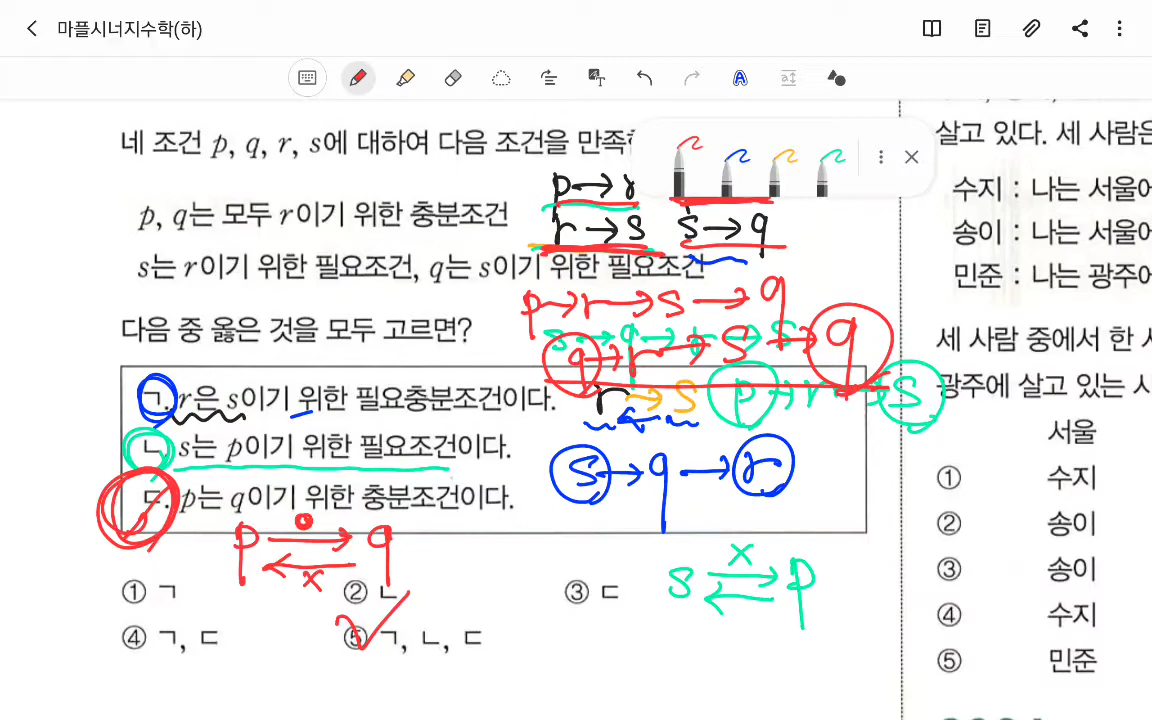 마플시너지수학(하)
네 조건 p, q, r, s에 대하여 다음 조건을 만족
p → r
p, q는 모두 r이기 위한 충분조건
r → s s → q
s는 r이기 위한 필요조건, q는 s이기 위한 필요조건
p → r → s → q
다음 중 옳은 것을 모두 고르면?
s → q → r → s
q → r → s → q
ㄱ. r은 s이기 위한 필요충분조건이다.
r → s p → r → s
ㄴ. s는 p이기 위한 필요조건이다.
s → q → r
ㄷ. p는 q이기 위한 충분조건이다.
p → q
x
x
s p
① ㄱ ② ㄴ ③ ㄷ
④ ㄱ, ㄷ ⑤ ㄱ, ㄴ, ㄷ
살고 있다. 세 사람은
수지 : 나는 서울에
송이 : 나는 서울에
민준 : 나는 광주에
세 사람 중에서 한 사
광주에 살고 있는 사
서울
① 수지
② 송이
③ 송이
④ 수지
⑤ 민준